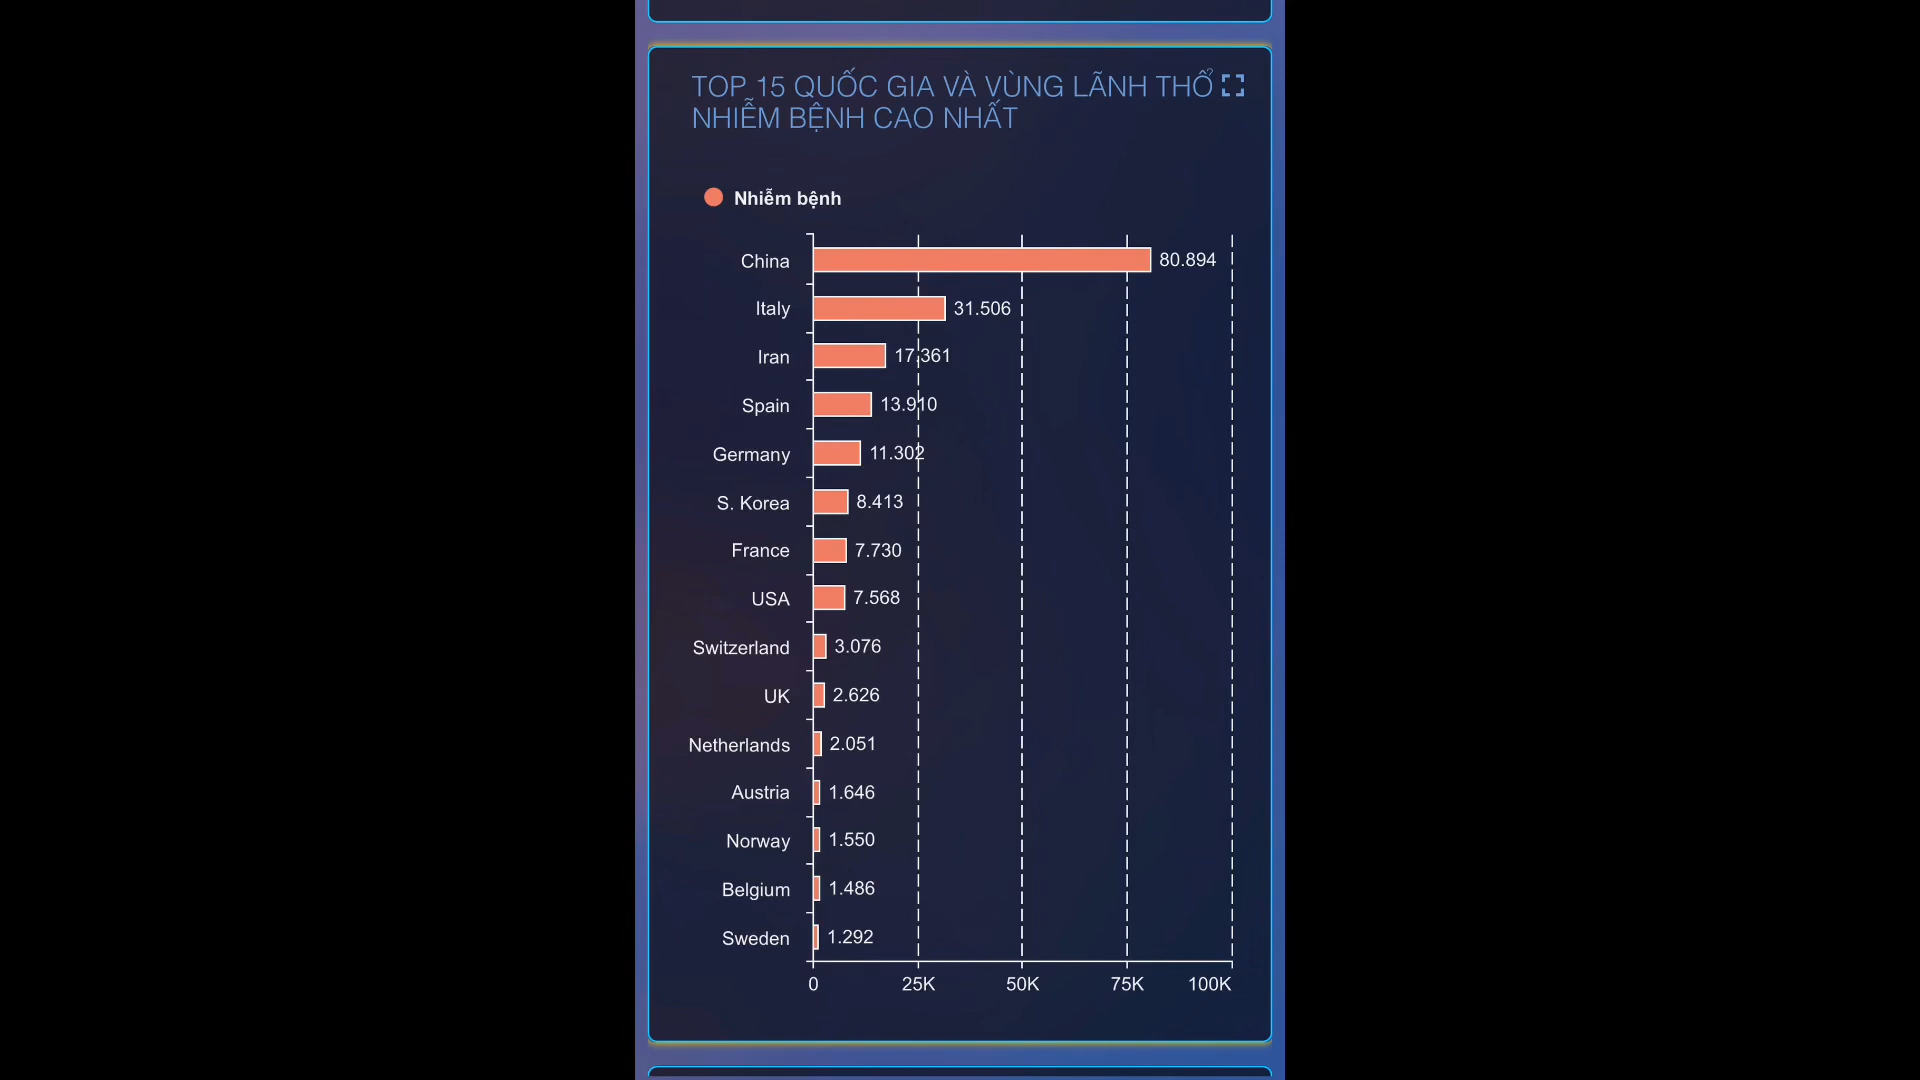 TOP 15 QUỐC GIA VÀ VÙNG LÃNH THỔ
NHIỄM BỆNH CAO NHẤT
Nhiễm bệnh
China 80.894
Italy 31.506
Iran 17.361
Spain 13.910
Germany 11.302
S. Korea 8.413
France 7.730
USA 7.568
Switzerland 3.076
UK 2.626
Netherlands 2.051
Austria 1.646
Norway 1.550
Belgium 1.486
Sweden 1.292
0 25K 50K 75K 100K